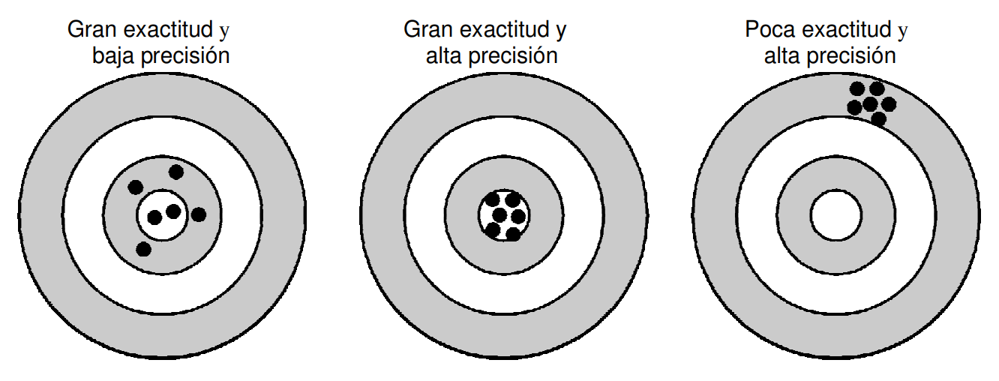 Gran exactitud y
baja precisión
Gran exactitud y
alta precisión
Poca exactitud y
alta precisión